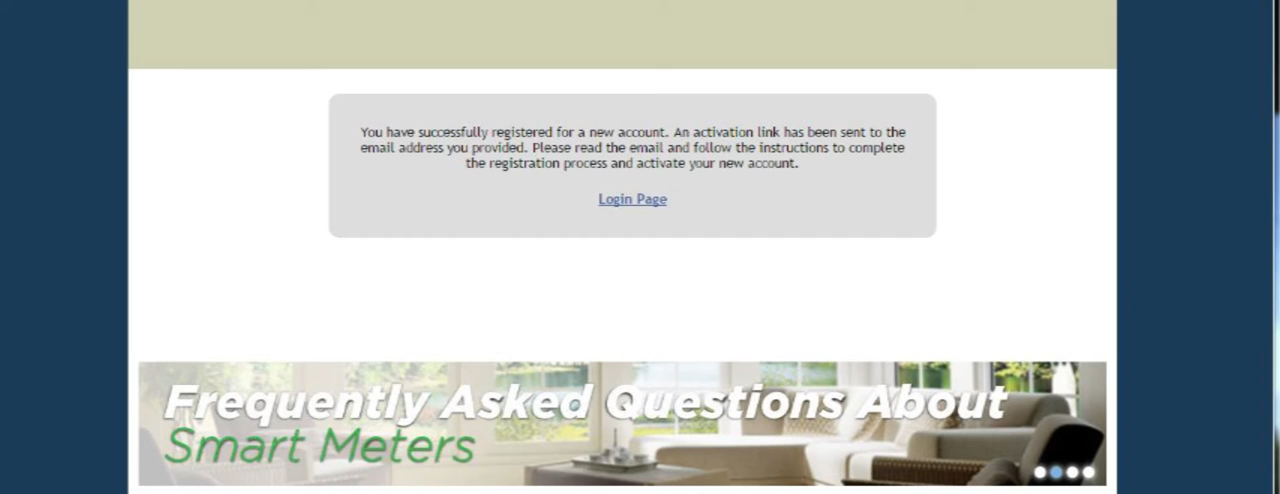 You have successfully registered for a new account. An activation link has been sent to the
email address you provided. Please read the email and follow the instructions to complete
the registration process and activate your new account.
Login Page
Frequently Asked Questions About
Smart Meters